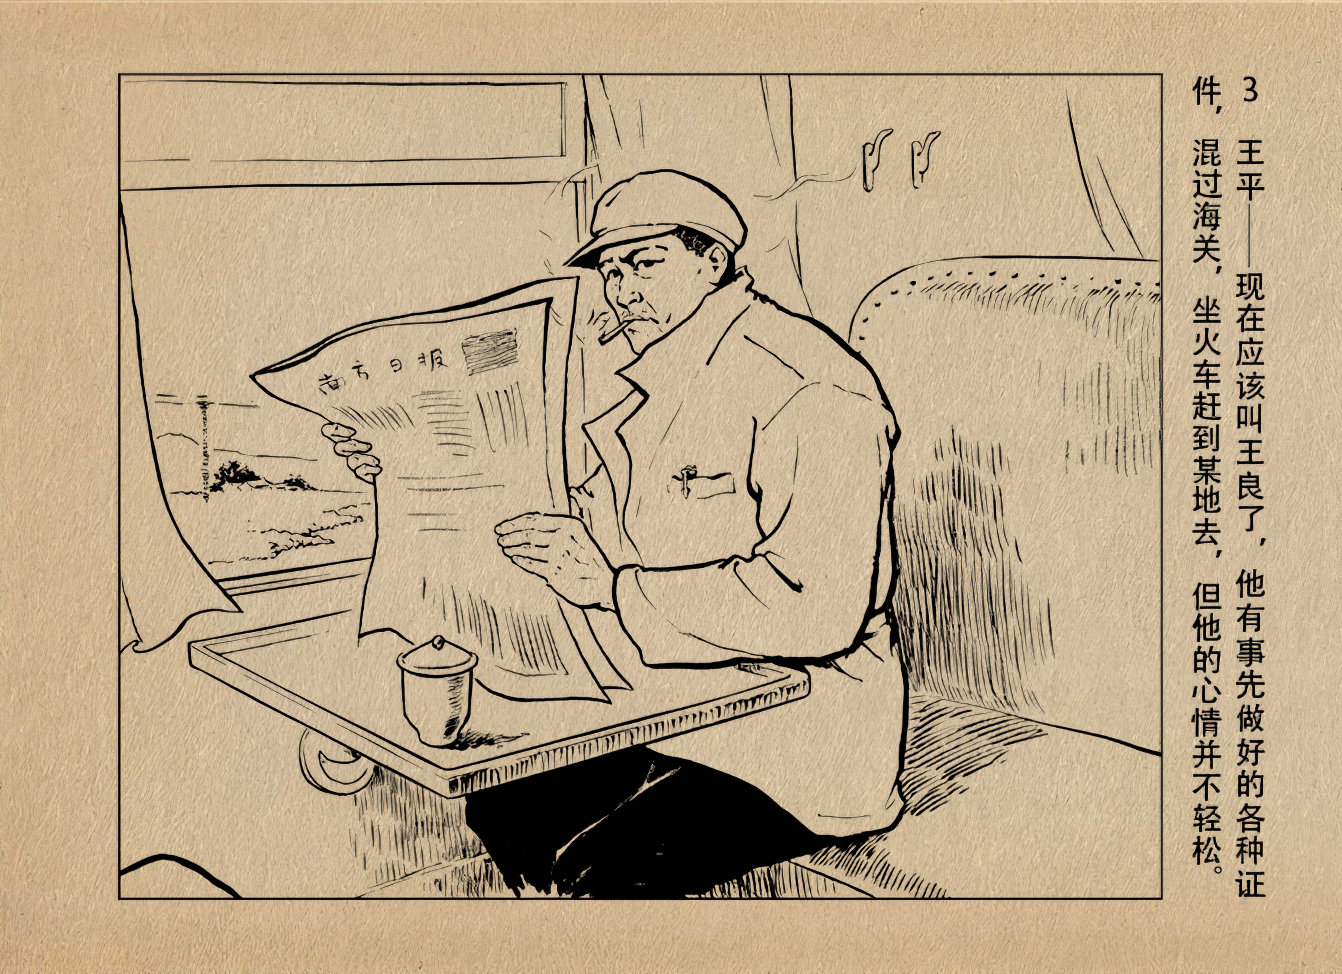 3 王平——现在应该叫王良了，他有事先做好的各种证
件，混过海关，坐火车赶到某地去，但他的心情并不轻松。
南方日报